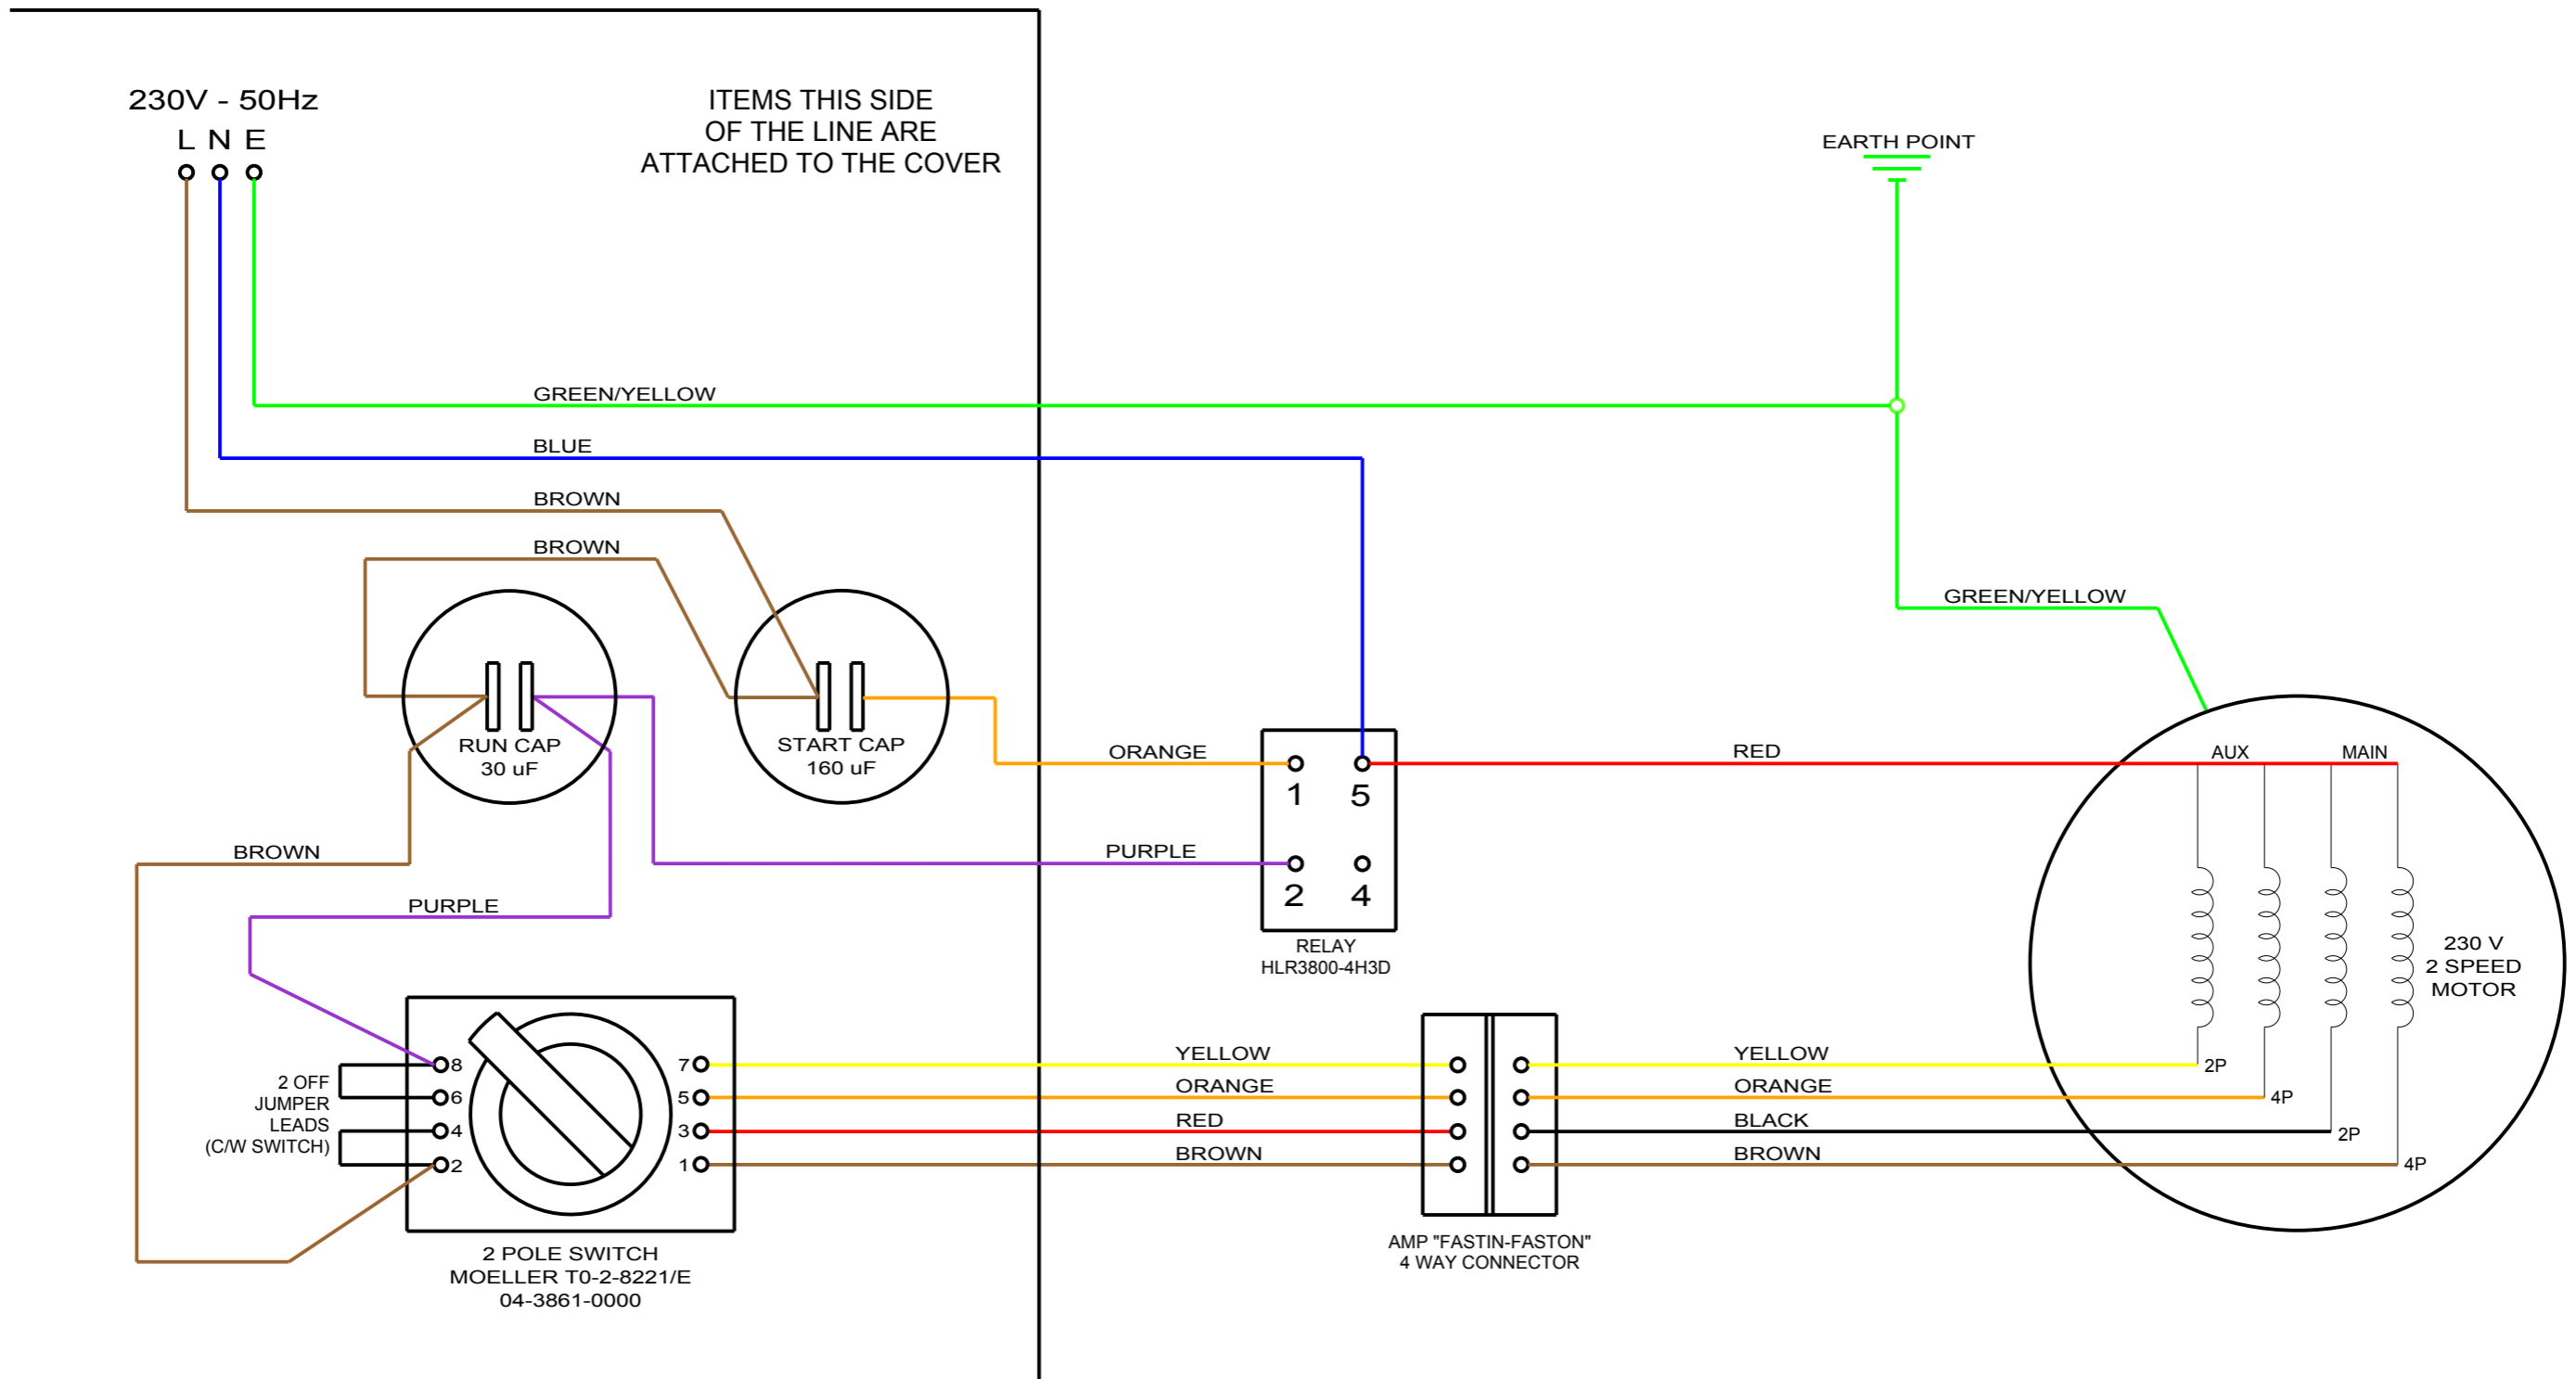 230V - 50Hz
L N E
ITEMS THIS SIDE
OF THE LINE ARE
ATTACHED TO THE COVER
EARTH POINT
GREEN/YELLOW
BLUE
BROWN
BROWN
GREEN/YELLOW
RUN CAP
30 uF
START CAP
160 uF
ORANGE
RED
AUX
MAIN
1
5
BROWN
PURPLE
2
4
PURPLE
RELAY
HLR3800-4H3D
230 V
2 SPEED
MOTOR
2 OFF
JUMPER
LEADS
(C/W SWITCH)
8
6
4
2
7
5
3
1
YELLOW
ORANGE
RED
BROWN
YELLOW
ORANGE
BLACK
BROWN
2P
4P
2P
4P
2 POLE SWITCH
MOELLER T0-2-8221/E
04-3861-0000
AMP "FASTIN-FASTON"
4 WAY CONNECTOR